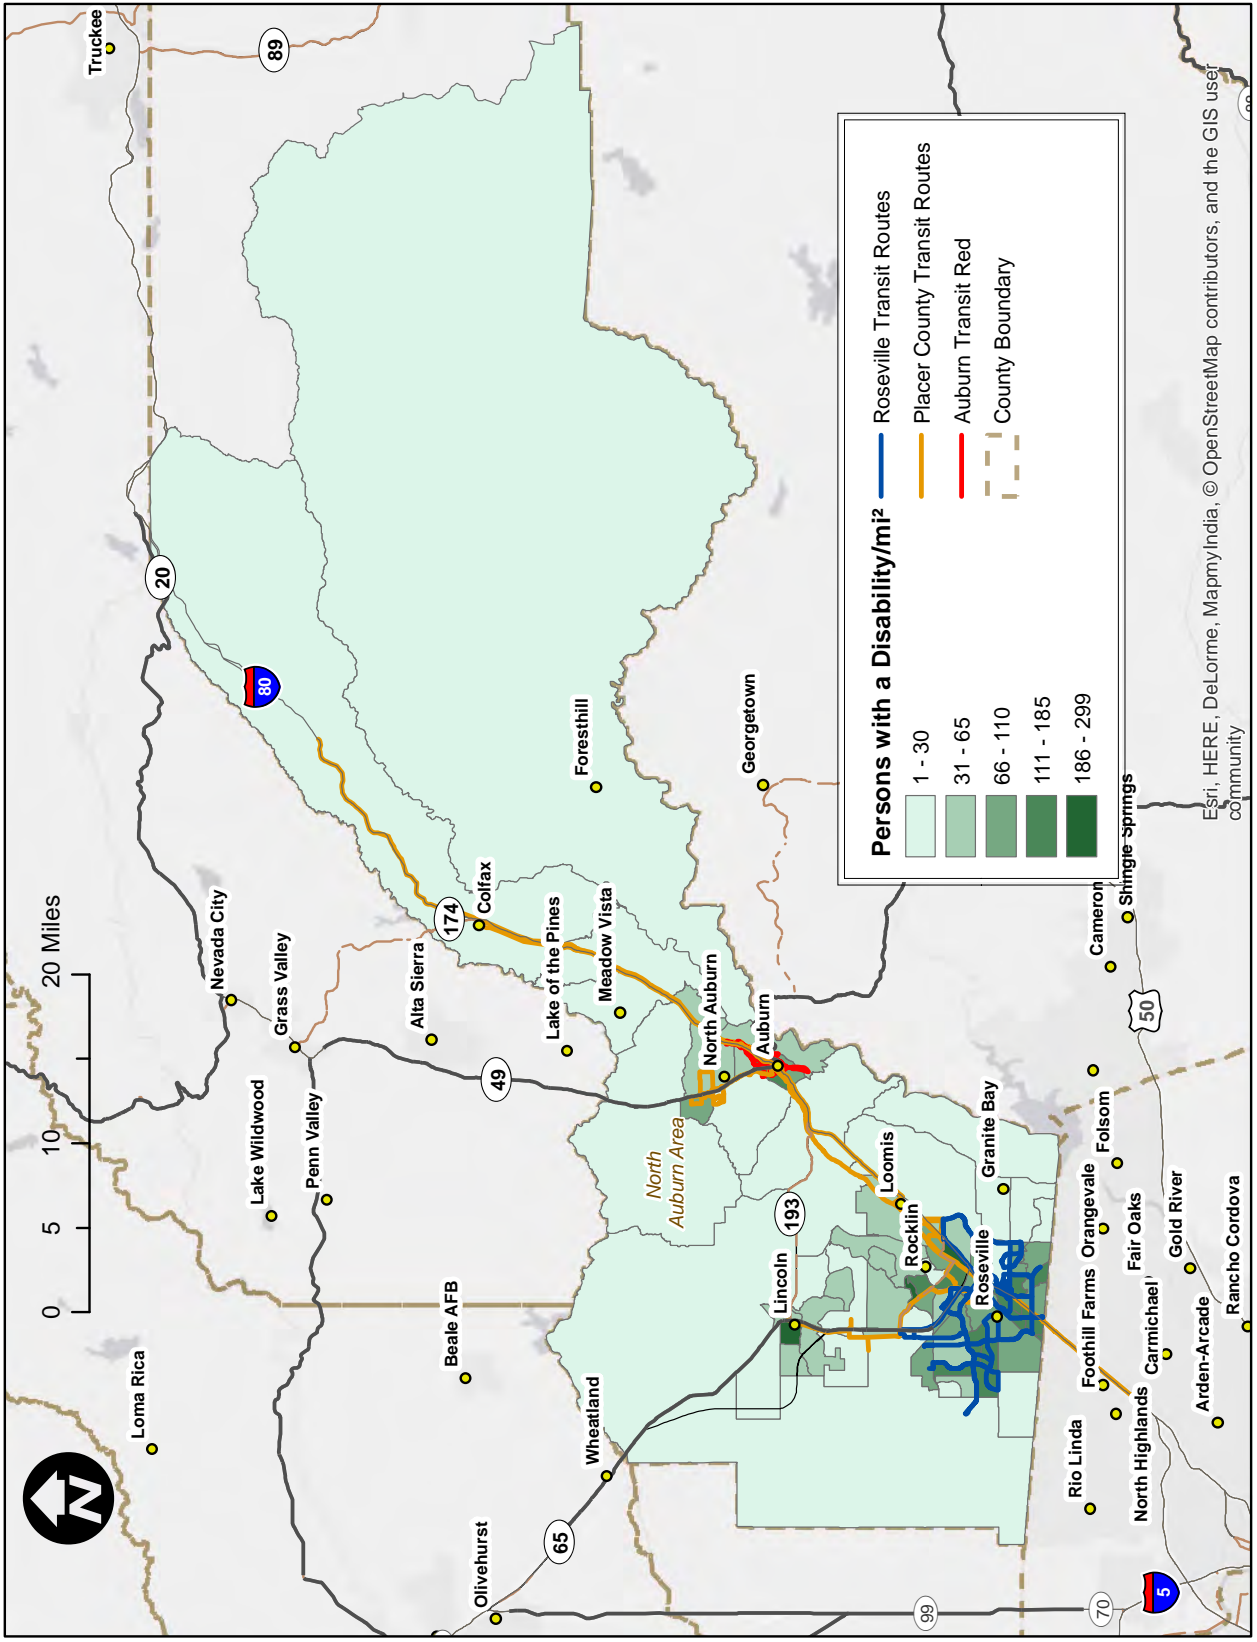 N
0
5
10
20 Miles
Truckee
89
20
80
Nevada City
Grass Valley
Loma Rica
Lake Wildwood
Penn Valley
174
Colfax
Alta Sierra
49
Lake of the Pines
Meadow Vista
Foresthill
Georgetown
Beale AFB
Wheatland
Olivehurst
65
North
Auburn Area
North Auburn
Auburn
193
Lincoln
Loomis
Rocklin
Roseville
Granite Bay
Folsom
Orangevale
Fair Oaks
Gold River
Rancho Cordova
Foothill Farms
Carmichael
Arden-Arcade
North Highlands
Rio Linda
Cameron
Shingle Springs
50
99
70
5
Persons with a Disability/mi²
1 - 30
31 - 65
66 - 110
111 - 185
186 - 299
Roseville Transit Routes
Placer County Transit Routes
Auburn Transit Red
County Boundary
Esri, HERE, DeLorme, MapmyIndia, © OpenStreetMap contributors, and the GIS user
community